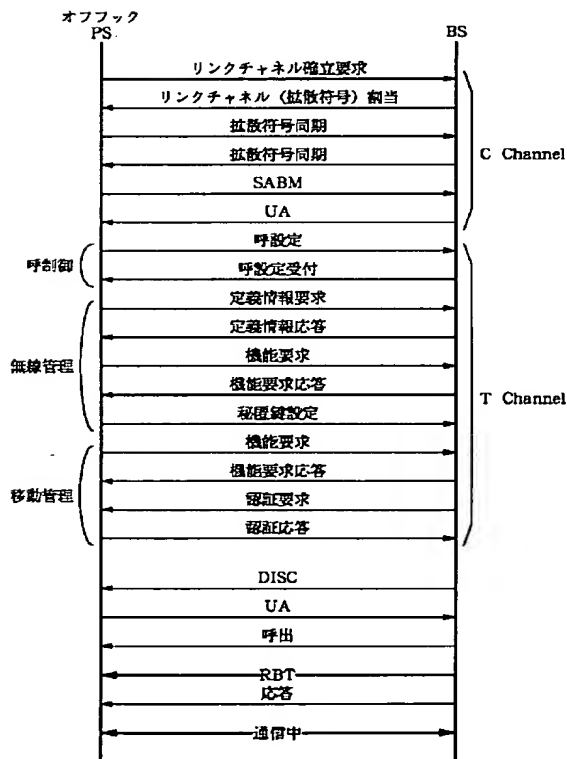 オフフック
PS
BS
リンクチャネル確立要求
リンクチャネル（拡散符号）割当
拡散符号同期
拡散符号同期
C Channel
SABM
UA
呼設定
呼制御
呼設定受付
定義情報要求
定義情報応答
無線管理
機能要求
機能要求応答
T Channel
秘匿鍵設定
機能要求
機能要求応答
移動管理
認証要求
認証応答
DISC
UA
呼出
RBT
応答
通信中